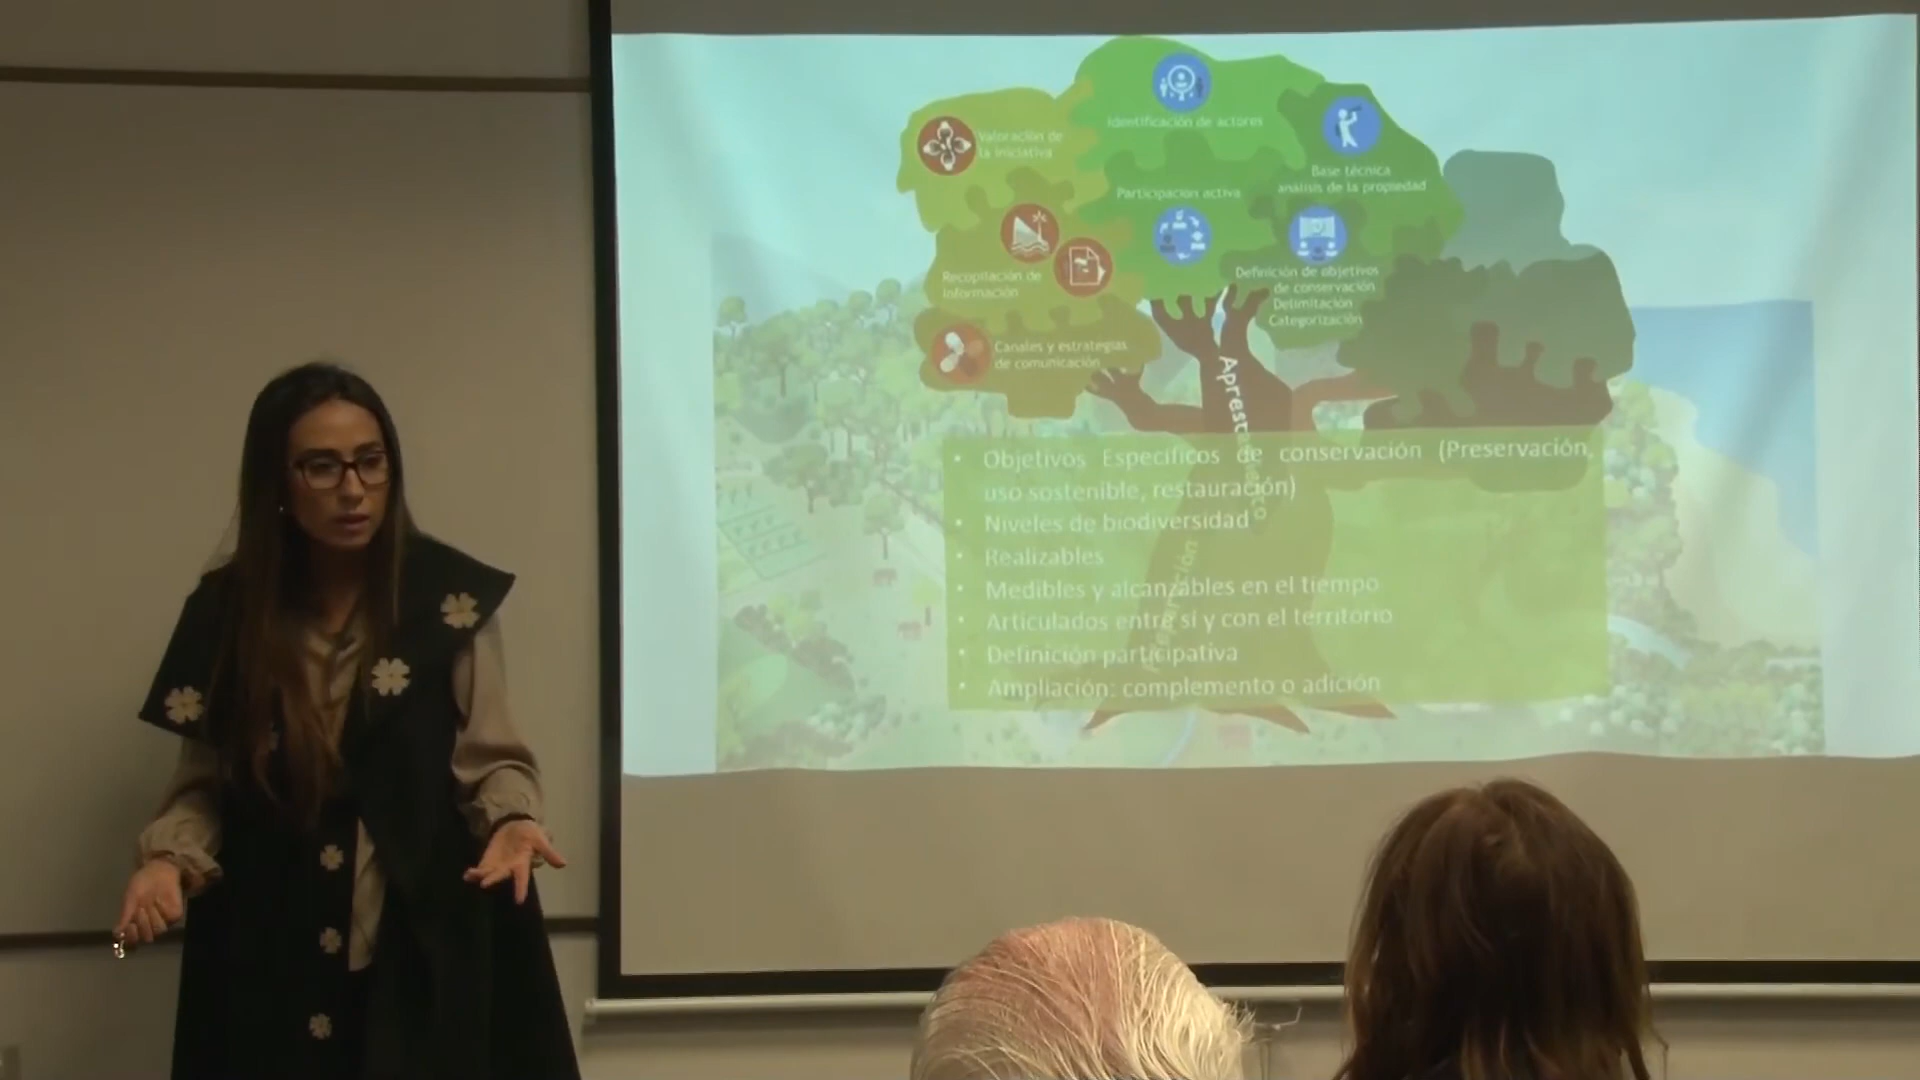 Identificación de actores
Valoración de
la iniciativa
Base técnica
análisis de la propiedad
Participación activa
Recopilación de
información
Definición de objetivos
de conservación
Delimitación
Categorización
Canales y estrategias
de comunicación
• Objetivos Específicos de conservación (Preservación,
uso sostenible, restauración)
• Niveles de biodiversidad
• Realizables
• Medibles y alcanzables en el tiempo
• Articulados entre sí y con el territorio
• Definición participativa
• Ampliación: complemento o adición